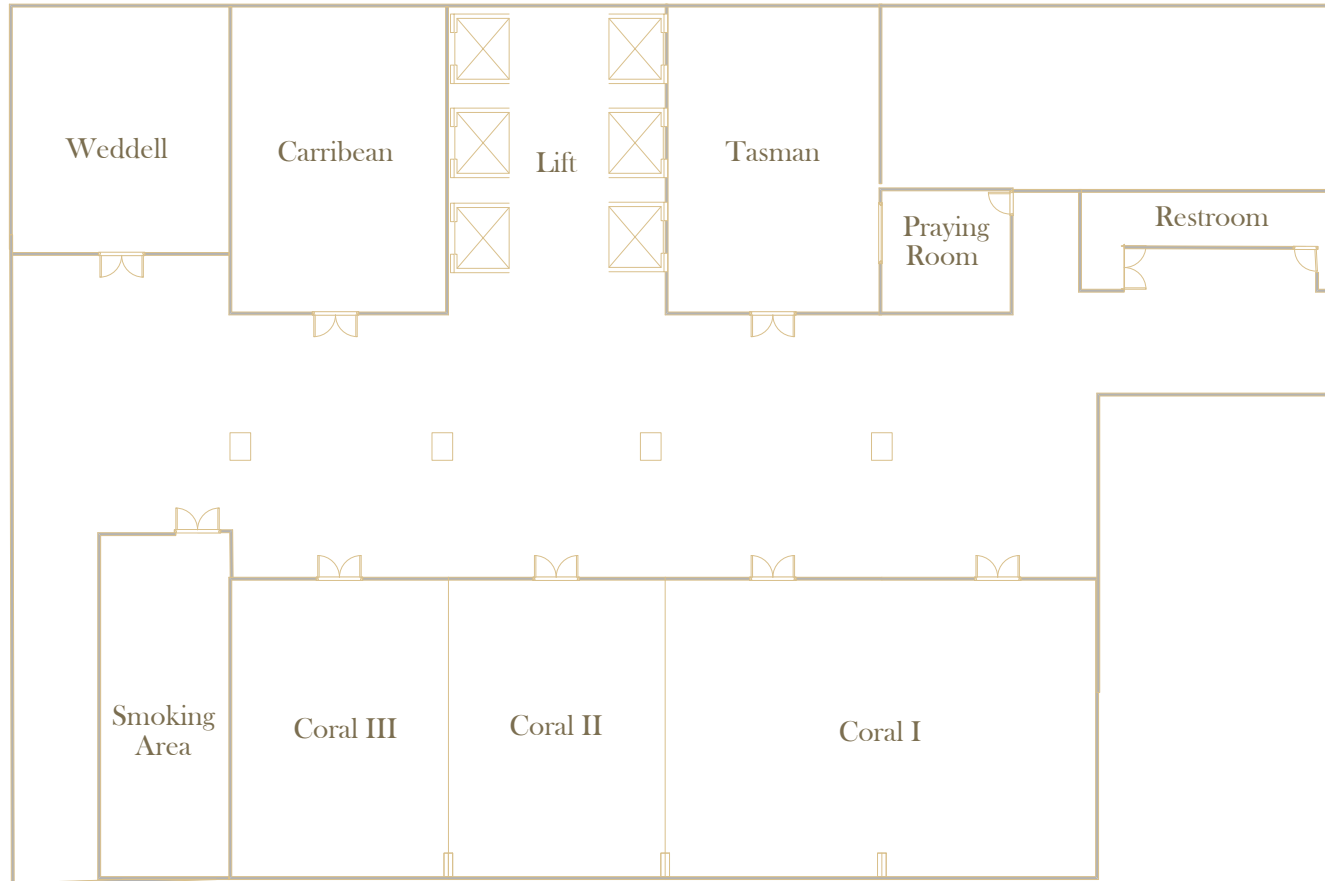 Weddell
Carribean
Lift
Tasman
Praying
Room
Restroom
Smoking
Area
Coral III
Coral II
Coral I